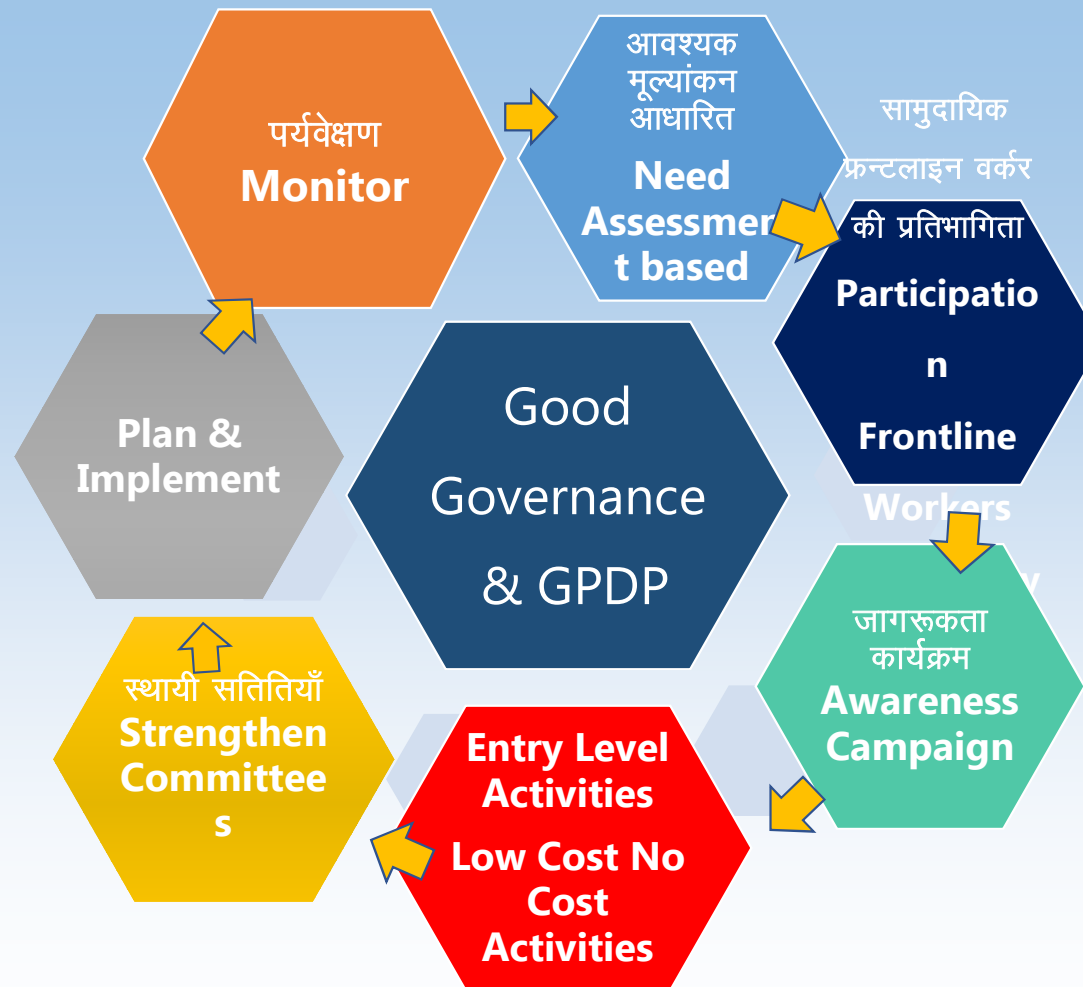 पर्यवेक्षण
Monitor
आवश्यक
मूल्यांकन
आधारित
Need
Assessmen
t based
सामुदायिक
फ्रन्टलाइन वर्कर
की प्रतिभागिता
Participatio
n
Frontline
Workers
y
जागरूकता
कार्यक्रम
Awareness
Campaign
Entry Level
Activities
Low Cost No
Cost
Activities
स्थायी सतितियाँ
Strengthen
Committee
s
Plan &
Implement
Good
Governance
& GPDP